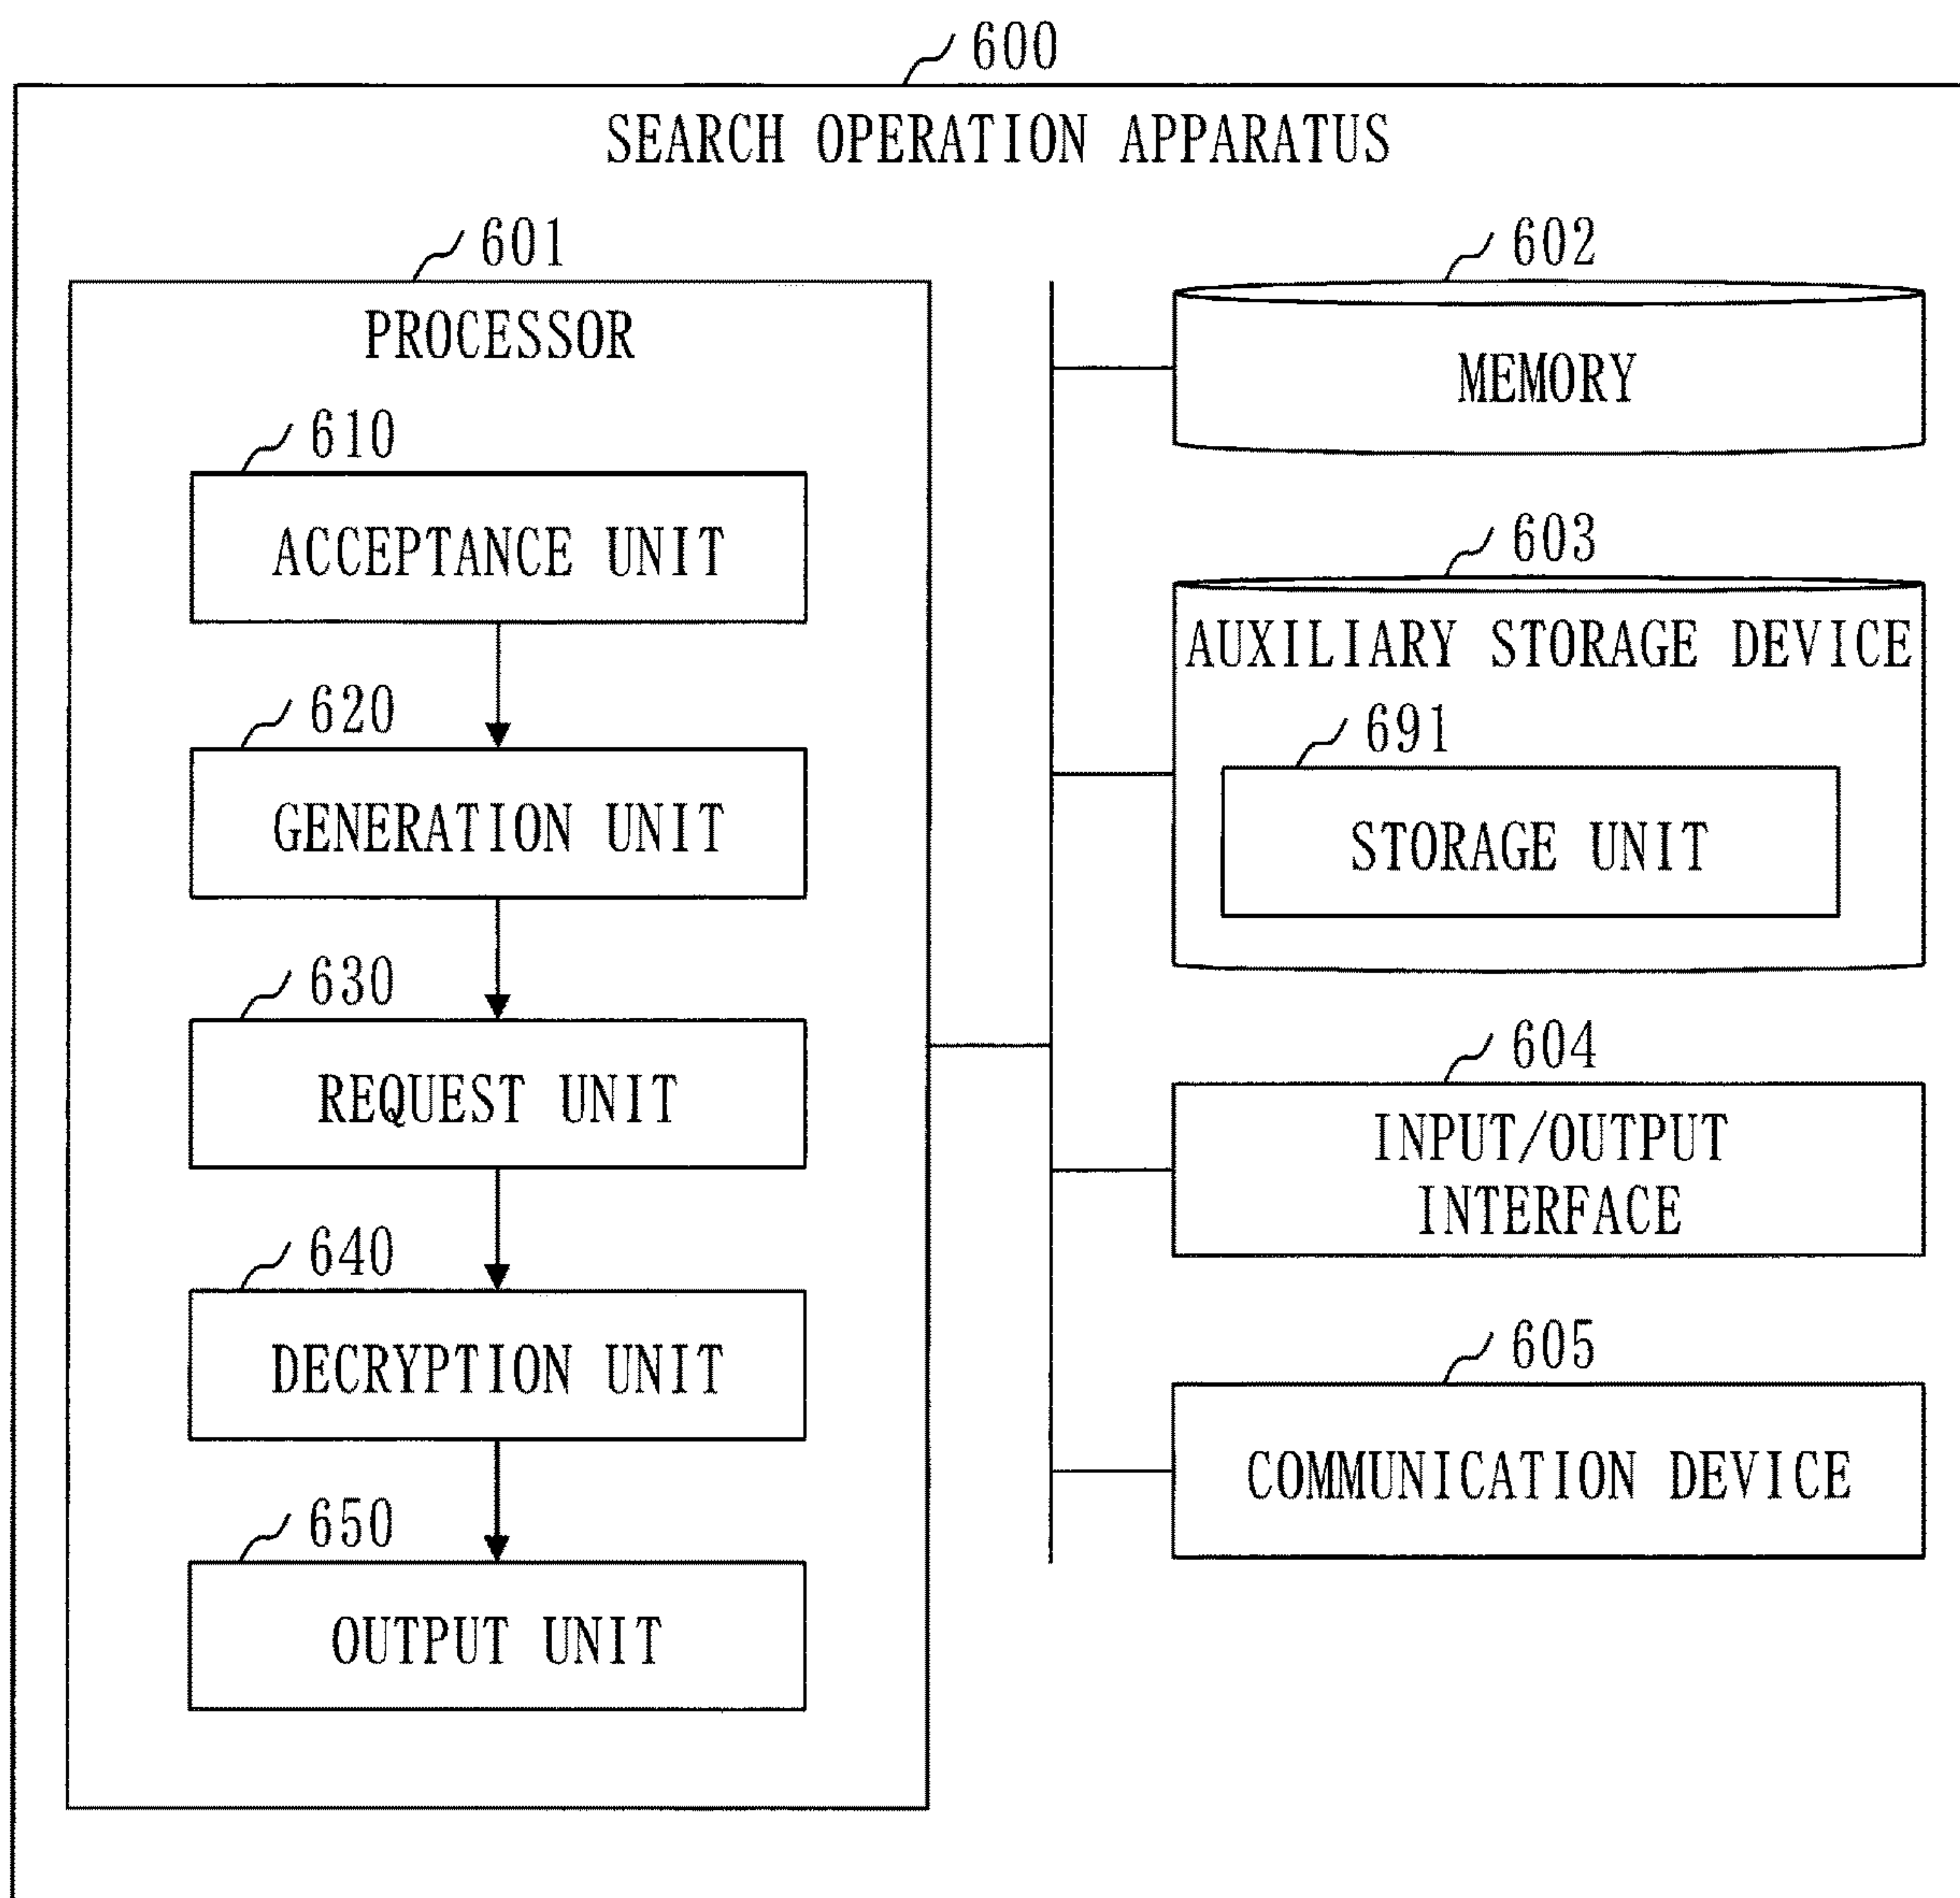 600
SEARCH OPERATION APPARATUS
601
PROCESSOR
610
ACCEPTANCE UNIT
620
GENERATION UNIT
630
REQUEST UNIT
640
DECRYPTION UNIT
650
OUTPUT UNIT
602
MEMORY
603
AUXILIARY STORAGE DEVICE
691
STORAGE UNIT
604
INPUT/OUTPUT
INTERFACE
605
COMMUNICATION DEVICE